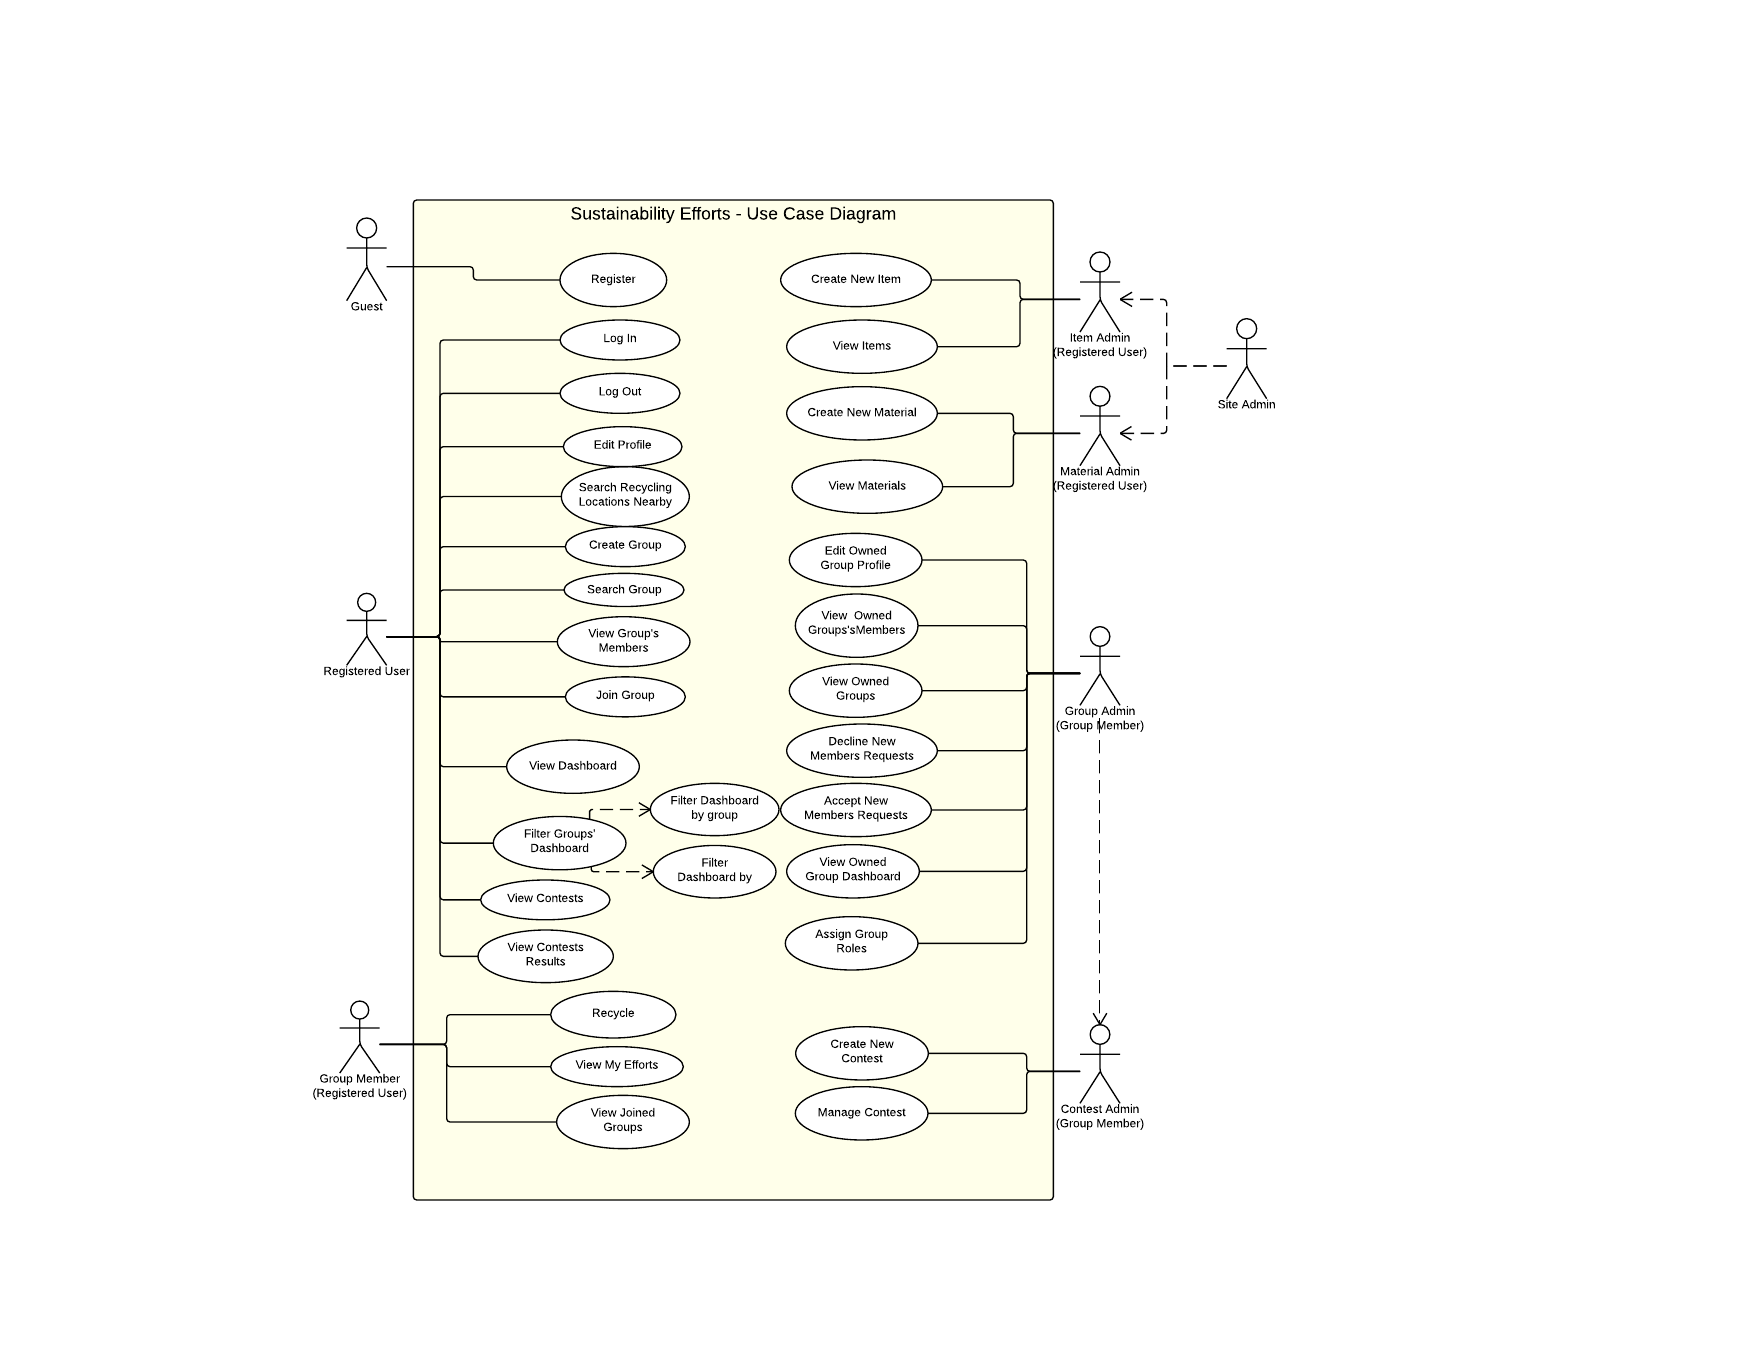 Sustainability Efforts - Use Case Diagram
Guest
Register
Log In
Log Out
Edit Profile
Search Recycling
Locations Nearby
Create Group
Search Group
View Group's
Members
Join Group
Registered User
View Dashboard
Filter Groups'
Dashboard
Filter Dashboard
by group
Filter
Dashboard by
View Contests
View Contests
Results
Recycle
View My Efforts
View Joined
Groups
Group Member
(Registered User)
Create New Item
View Items
Item Admin
(Registered User)
Site Admin
Create New Material
View Materials
Material Admin
(Registered User)
Edit Owned
Group Profile
View  Owned
Groups'sMembers
View Owned
Groups
Decline New
Members Requests
Accept New
Members Requests
View Owned
Group Dashboard
Assign Group
Roles
Group Admin
(Group Member)
Create New
Contest
Manage Contest
Contest Admin
(Group Member)